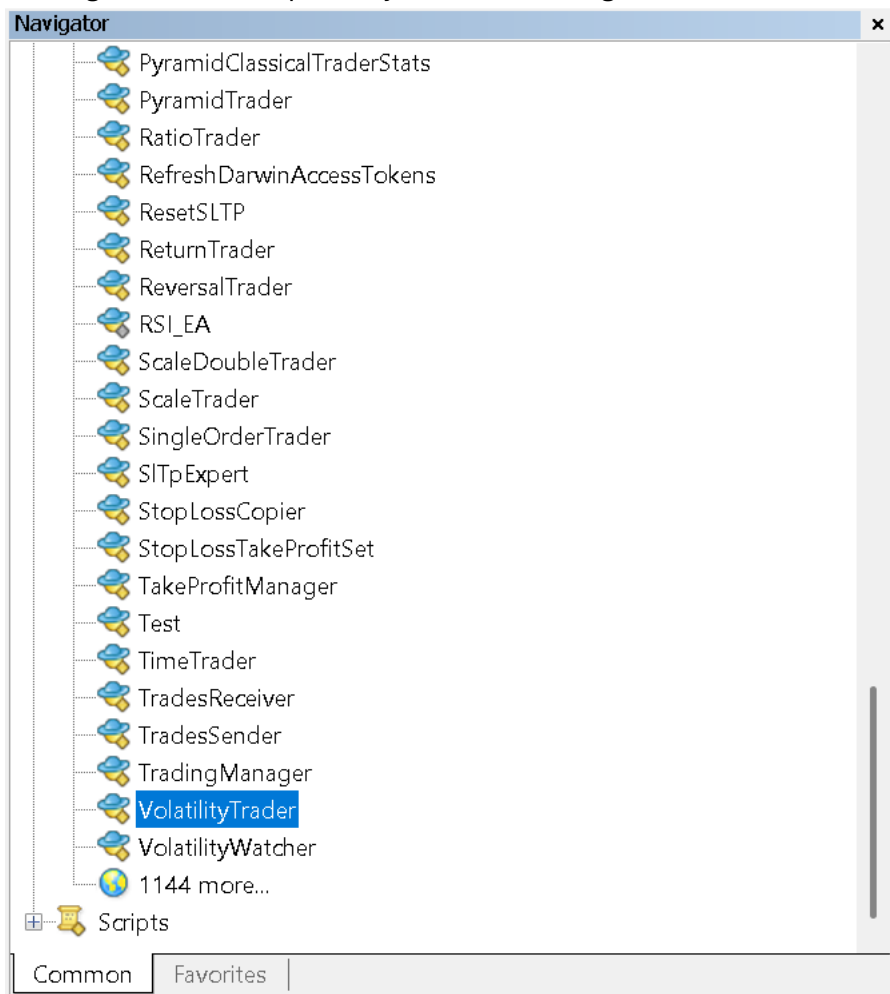 Navigator
PyramidClassicalTraderStats
PyramidTrader
RatioTrader
RefreshDarwinAccessTokens
ResetSLTP
ReturnTrader
ReversalTrader
RSI_EA
ScaleDoubleTrader
ScaleTrader
SingleOrderTrader
SlTpExpert
StopLossCopier
StopLossTakeProfitSet
TakeProfitManager
Test
TimeTrader
TradesReceiver
TradesSender
TradingManager
VolatilityTrader
VolatilityWatcher
1144 more...
Scripts
Common Favorites